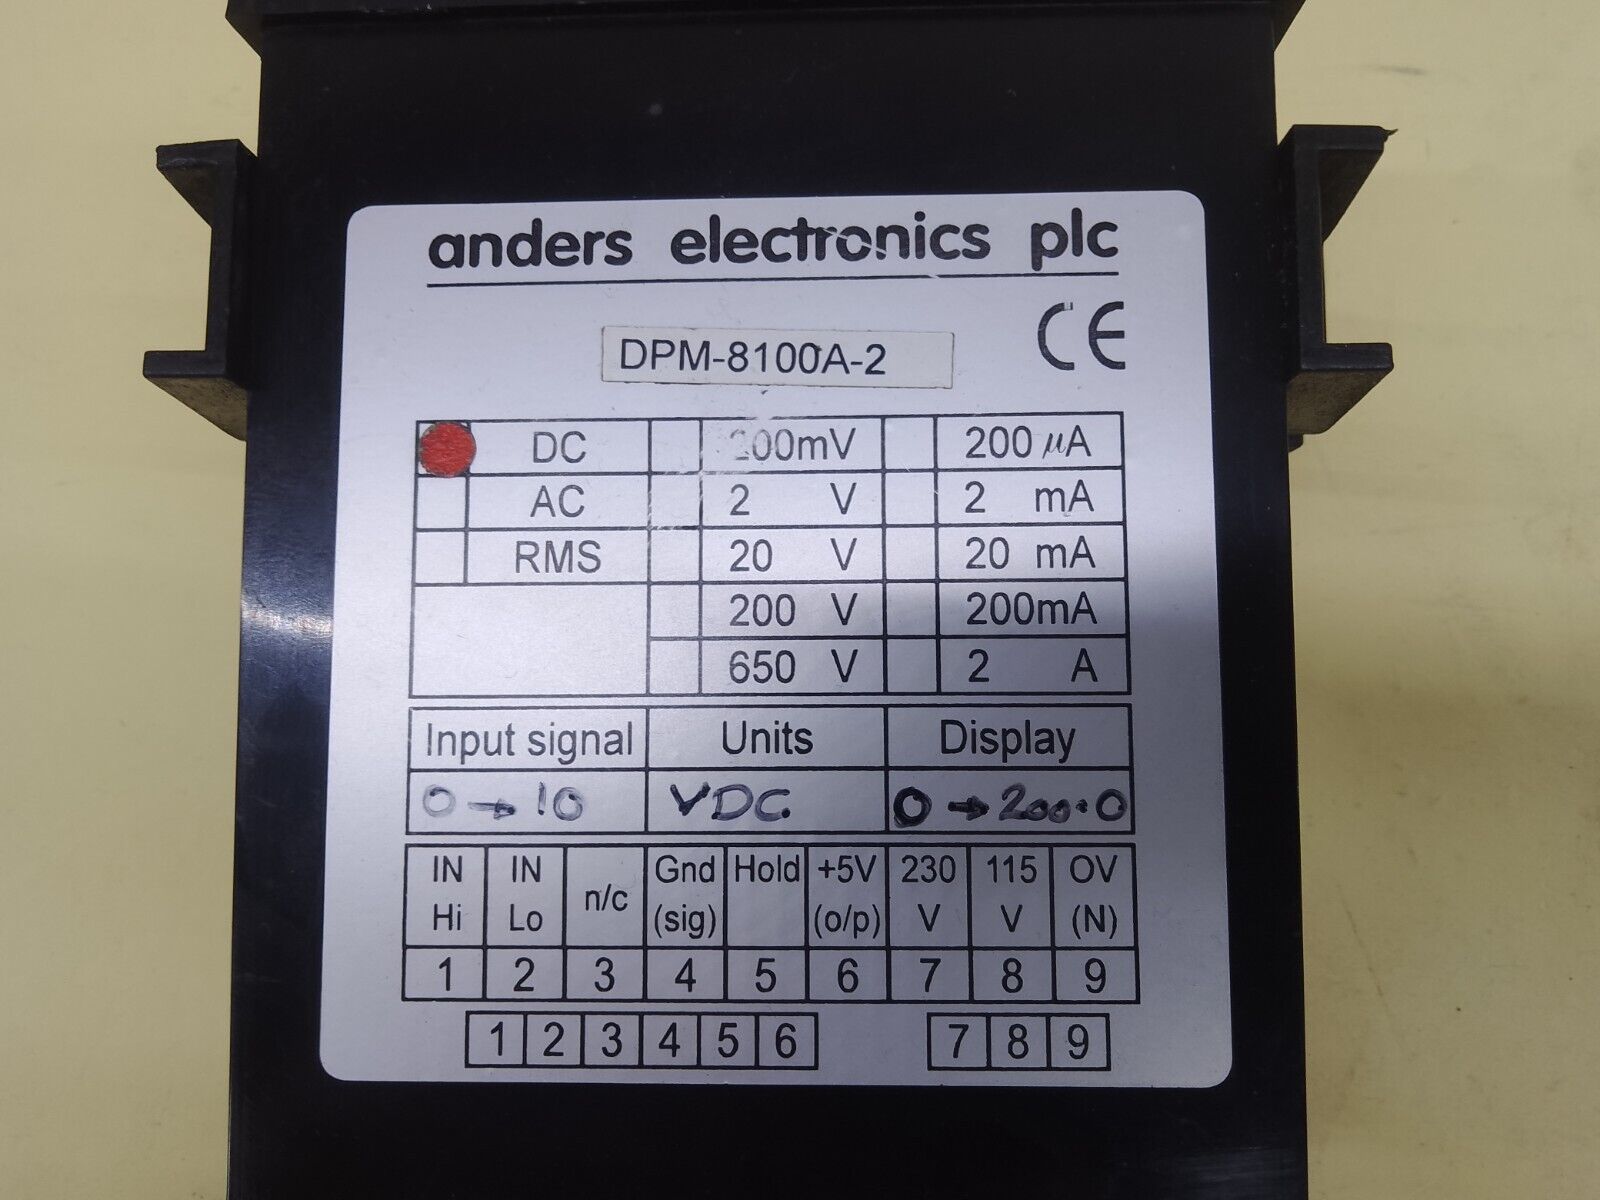 anders electronics plc
CE
DPM-8100A-2
DC 200mV 200 µA
AC 2 V 2 mA
RMS 20 V 20 mA
200 V 200mA
650 V 2 A
Input signal Units Display
0 → 10 VDC 0 → 200.0
IN IN n/c Gnd Hold +5V 230 115 OV
Hi Lo (sig) (o/p) V V (N)
1 2 3 4 5 6 7 8 9
1 2 3 4 5 6 7 8 9